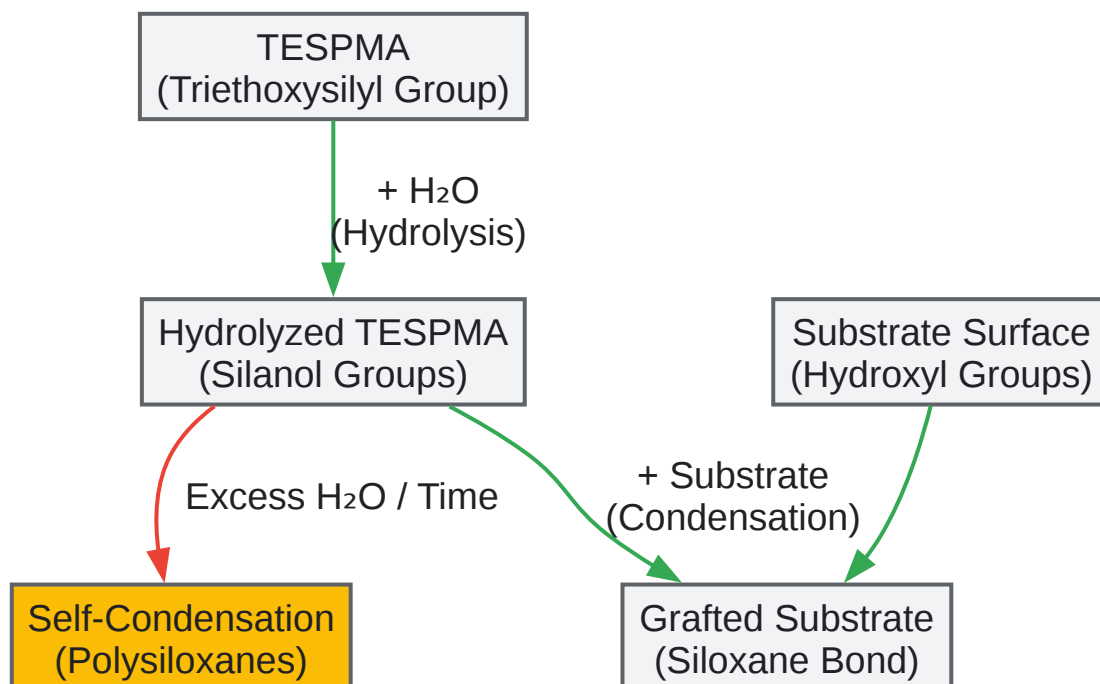 TESPMA
(Triethoxysilyl Group)
+ H₂O
(Hydrolysis)
Hydrolyzed TESPMA
(Silanol Groups)
Substrate Surface
(Hydroxyl Groups)
Excess H₂O / Time
+ Substrate
(Condensation)
Self-Condensation
(Polysiloxanes)
Grafted Substrate
(Siloxane Bond)